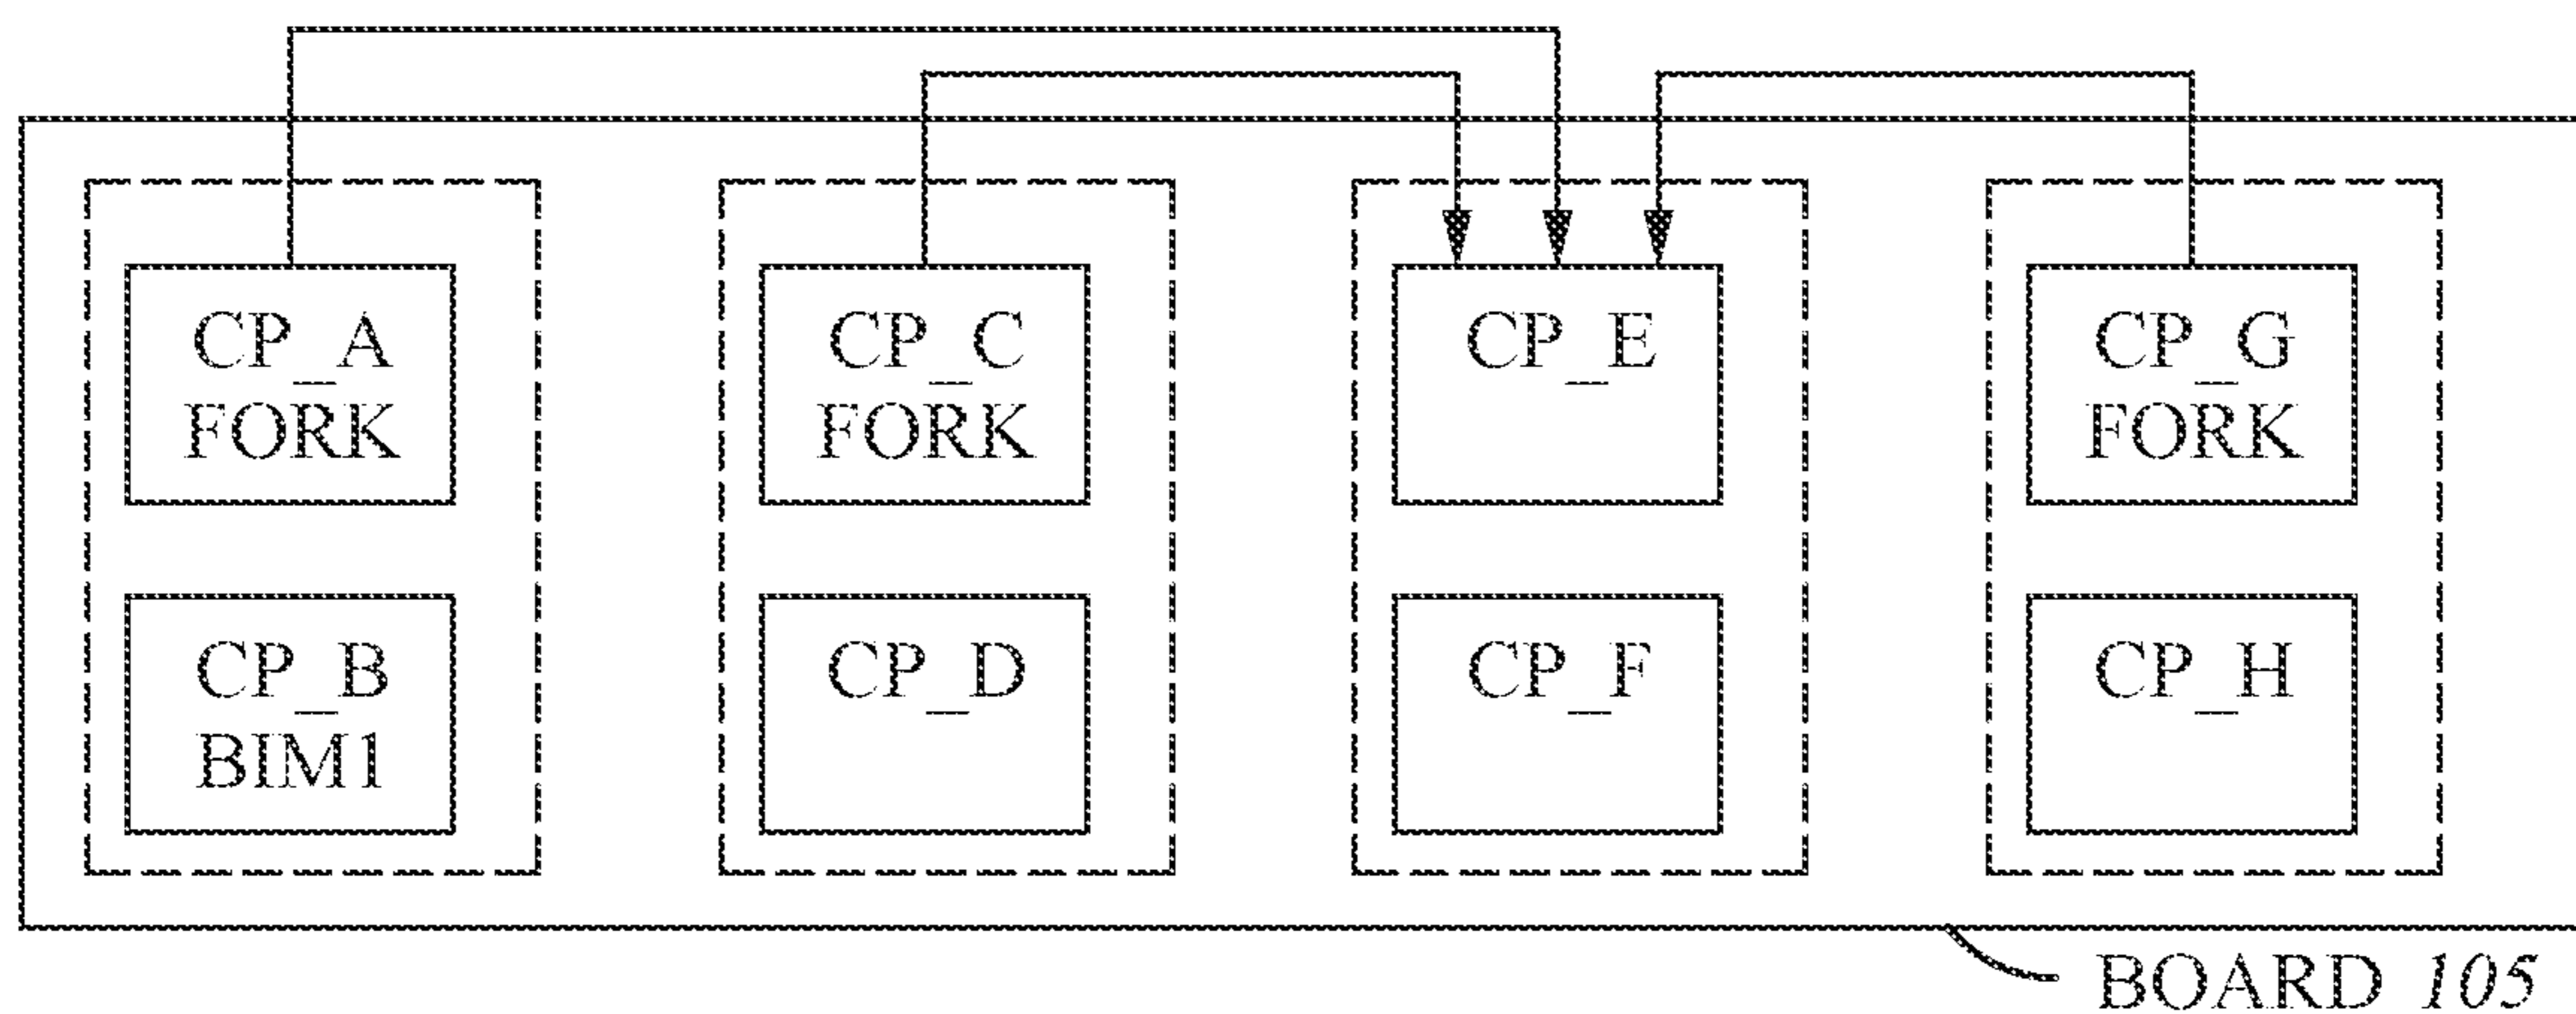 CP_A
FORK
CP_C
FORK
CP_E
CP_G
FORK
CP_B
BIM1
CP_D
CP_F
CP_H
BOARD 105